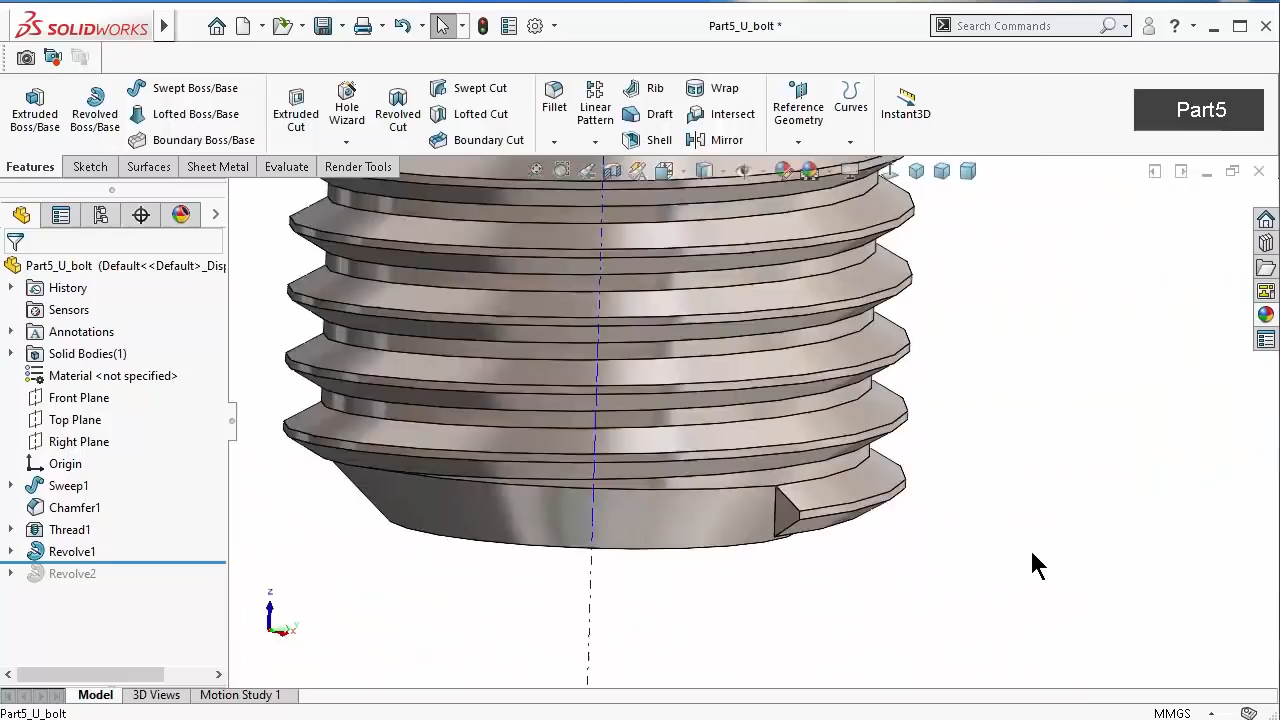 SOLIDWORKS
Part5_U_bolt *
Search Commands
Extruded Boss/Base
Revolved Boss/Base
Swept Boss/Base
Lofted Boss/Base
Boundary Boss/Base
Extruded Cut
Hole Wizard
Revolved Cut
Swept Cut
Lofted Cut
Boundary Cut
Fillet
Linear Pattern
Rib
Draft
Shell
Wrap
Intersect
Mirror
Reference Geometry
Curves
Instant3D
Part5
Features
Sketch
Surfaces
Sheet Metal
Evaluate
Render Tools
Part5_U_bolt (Default<<Default>_Disp
History
Sensors
Annotations
Solid Bodies(1)
Material <not specified>
Front Plane
Top Plane
Right Plane
Origin
Sweep1
Chamfer1
Thread1
Revolve1
Revolve2
z
x
Y
Model
3D Views
Motion Study 1
Part5_U_bolt
MMGS